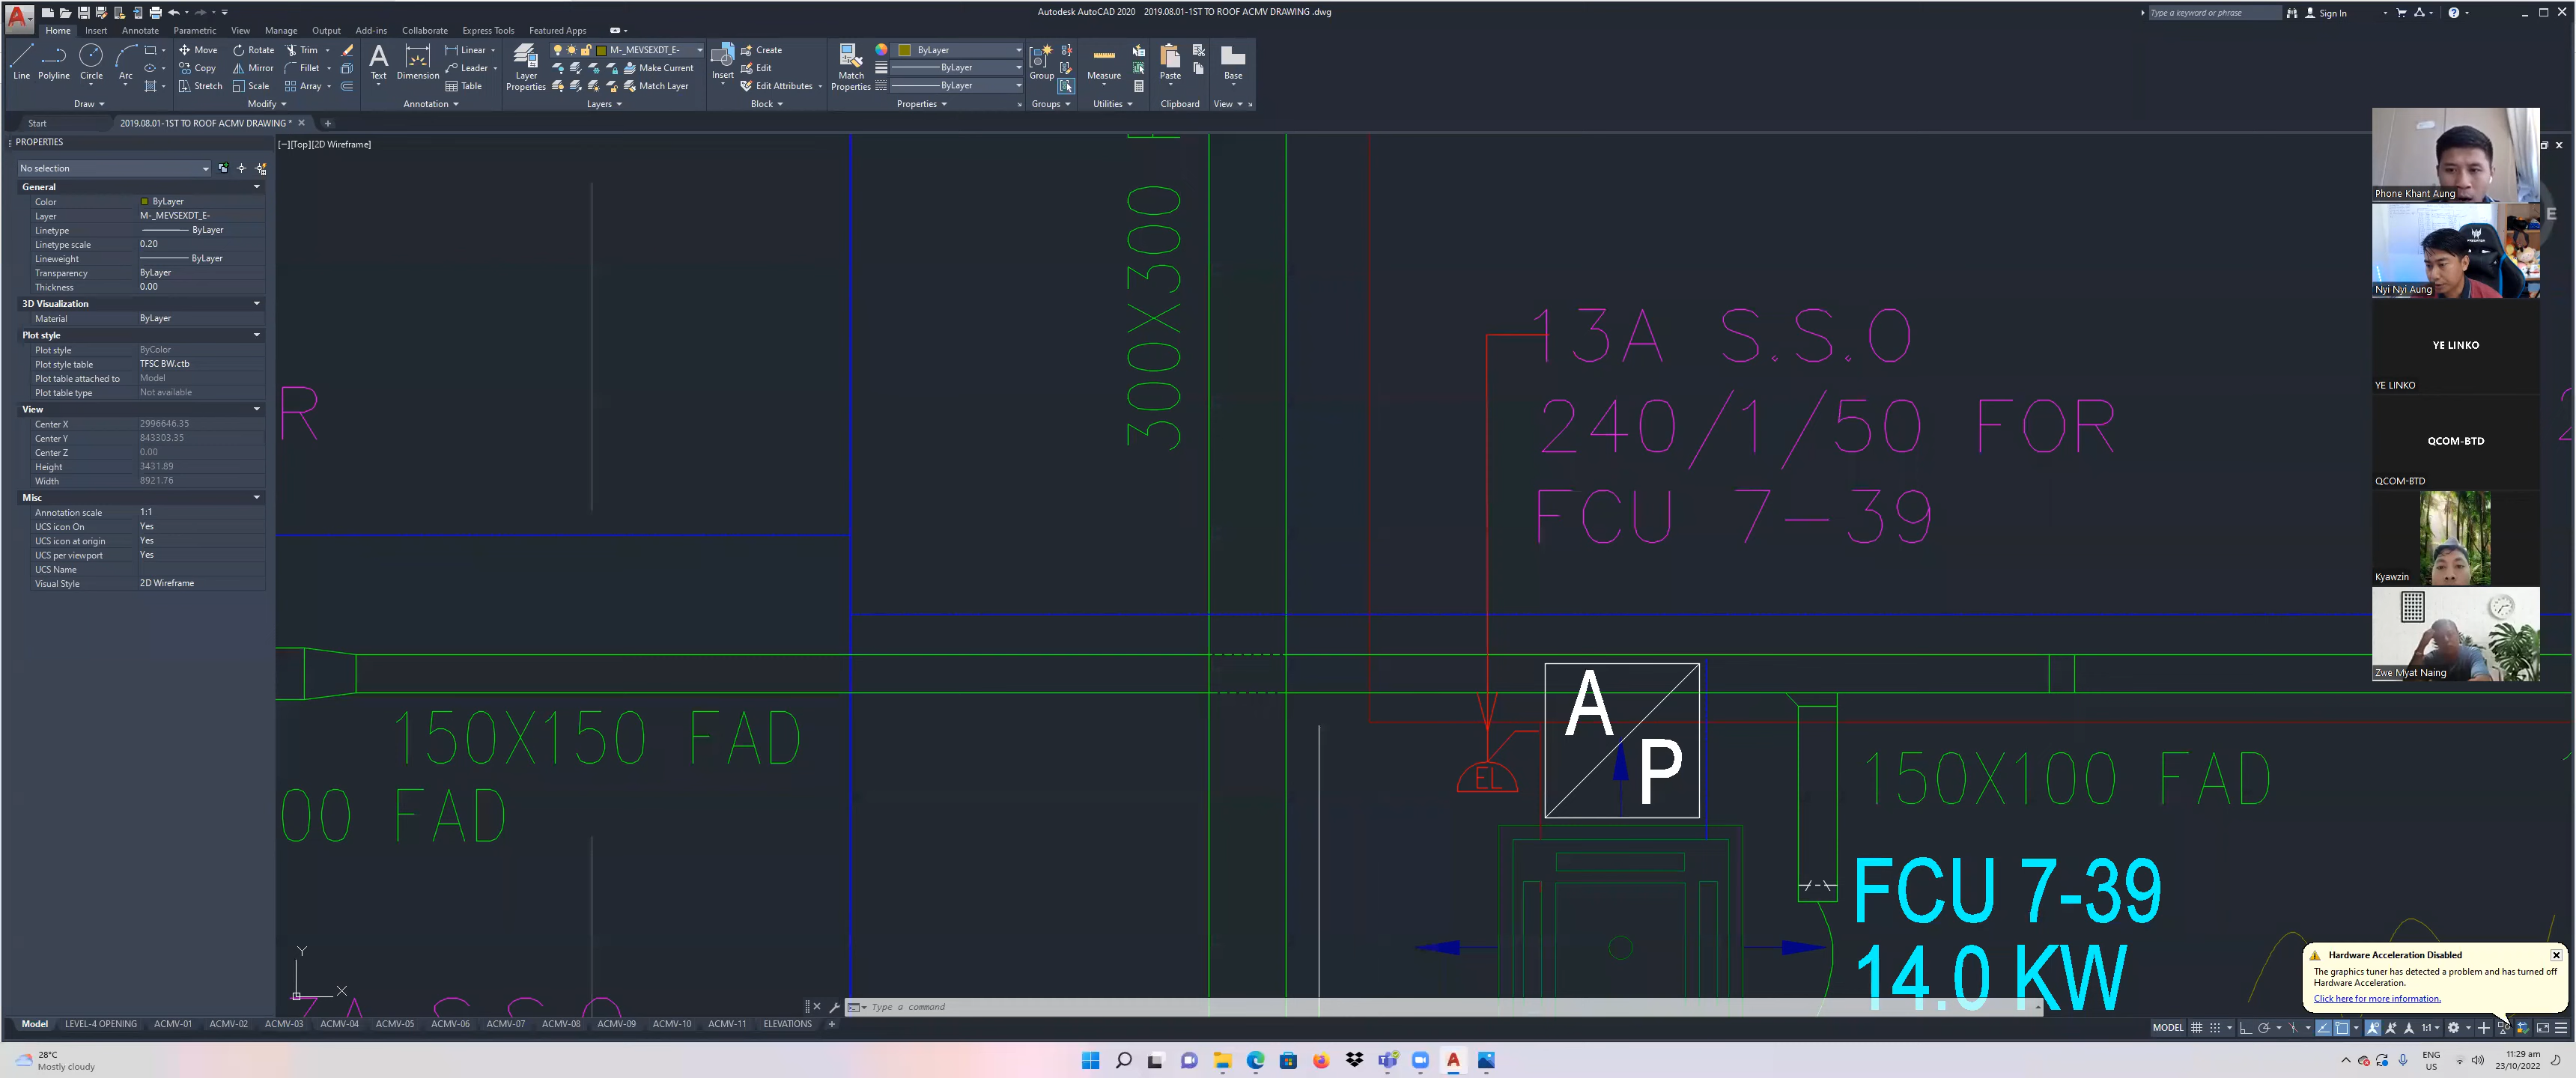 Autodesk AutoCAD 2020 2019.08.01-1ST TO ROOF ACMV DRAWING .dwg
Type a keyword or phrase
Sign In
Home Insert Annotate Parametric View Manage Output Add-ins Collaborate Express Tools Featured Apps
Line Polyline Circle Arc
Move Rotate Trim
Copy Mirror Fillet
Stretch Scale Array
Text Dimension
Linear
Leader
Table
Layer Properties
M-_MEVSEXDT_E-
Make Current
Match Layer
Insert
Create
Edit
Edit Attributes
Match Properties
ByLayer
ByLayer
ByLayer
Group Measure Paste Base
Draw Modify Annotation Layers Block Properties Groups Utilities Clipboard View
Start 2019.08.01-1ST TO ROOF ACMV DRAWING *
PROPERTIES
[−][Top][2D Wireframe]
No selection
General
Color ByLayer
Layer M-_MEVSEXDT_E-
Linetype ByLayer
Linetype scale 0.20
Lineweight ByLayer
Transparency ByLayer
Thickness 0.00
3D Visualization
Material ByLayer
Plot style
Plot style ByColor
Plot style table TFSC BW.ctb
Plot table attached to Model
Plot table type Not available
View
Center X 2996646.35
Center Y 843303.35
Center Z 0.00
Height 3431.89
Width 8921.76
Misc
Annotation scale 1:1
UCS icon On Yes
UCS icon at origin Yes
UCS per viewport Yes
UCS Name
Visual Style 2D Wireframe
R
300X300
13A S.S.O
240/1/50 FOR
FCU 7-39
150X150 FAD
00 FAD
A
P
EL
150X100 FAD
FCU 7-39
14.0 KW
Y
X
E
Phone Khant Aung
Nyi Nyi Aung
YE LINKO
YE LINKO
QCOM-BTD
QCOM-BTD
Kyawzin
Zwe Myat Naing
Hardware Acceleration Disabled
The graphics tuner has detected a problem and has turned off
Hardware Acceleration.
Click here for more information.
Type a command
Model LEVEL-4 OPENING ACMV-01 ACMV-02 ACMV-03 ACMV-04 ACMV-05 ACMV-06 ACMV-07 ACMV-08 ACMV-09 ACMV-10 ACMV-11 ELEVATIONS
MODEL 1:1
28°C
Mostly cloudy
ENG
US
11:29 am
23/10/2022